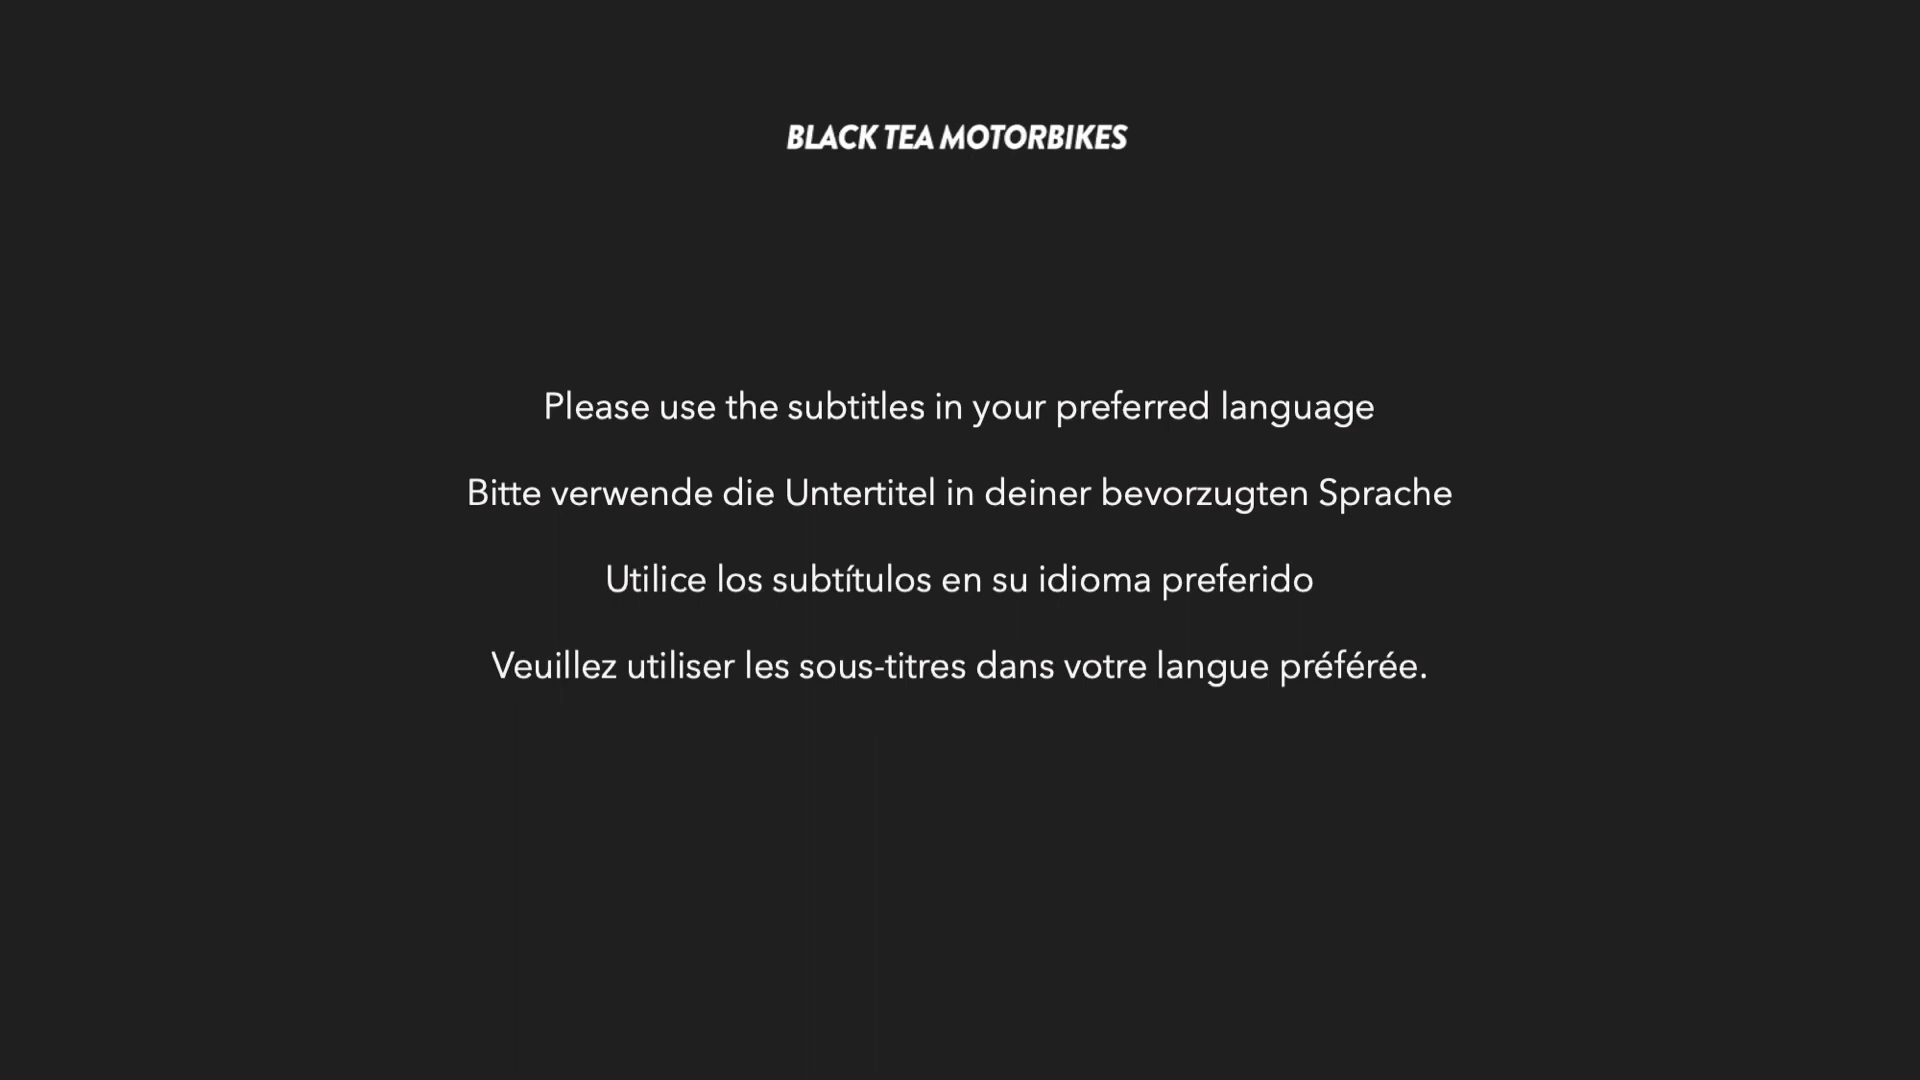 BLACK TEA MOTORBIKES
Please use the subtitles in your preferred language
Bitte verwende die Untertitel in deiner bevorzugten Sprache
Utilice los subtítulos en su idioma preferido
Veuillez utiliser les sous-titres dans votre langue préférée.